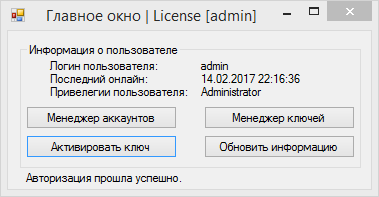 Главное окно | License [admin]
Информация о пользователе
Логин пользователя: admin
Последний онлайн: 14.02.2017 22:16:36
Привелегии пользователя: Administrator
Менеджер аккаунтов Менеджер ключей
Активировать ключ Обновить информацию
Авторизация прошла успешно.